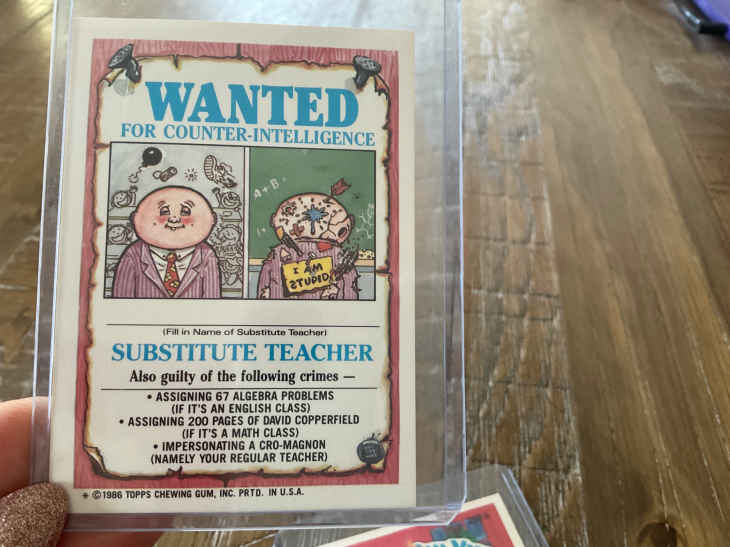 WANTED
FOR COUNTER-INTELLIGENCE
A+B=
I AM
STUPID
(Fill in Name of Substitute Teacher)
SUBSTITUTE TEACHER
Also guilty of the following crimes —
• ASSIGNING 67 ALGEBRA PROBLEMS
(IF IT'S AN ENGLISH CLASS)
• ASSIGNING 200 PAGES OF DAVID COPPERFIELD
(IF IT'S A MATH CLASS)
• IMPERSONATING A CRO-MAGNON
(NAMELY YOUR REGULAR TEACHER)
* ©1986 TOPPS CHEWING GUM, INC. PRTD. IN U.S.A.